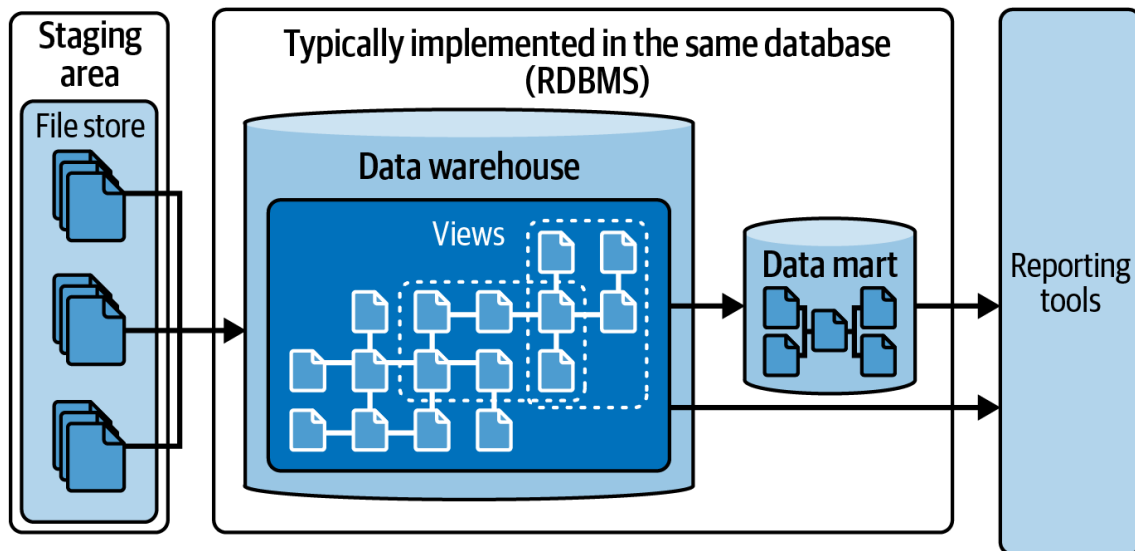 Staging
area
File store
Typically implemented in the same database
(RDBMS)
Data warehouse
Views
Data mart
Reporting
tools